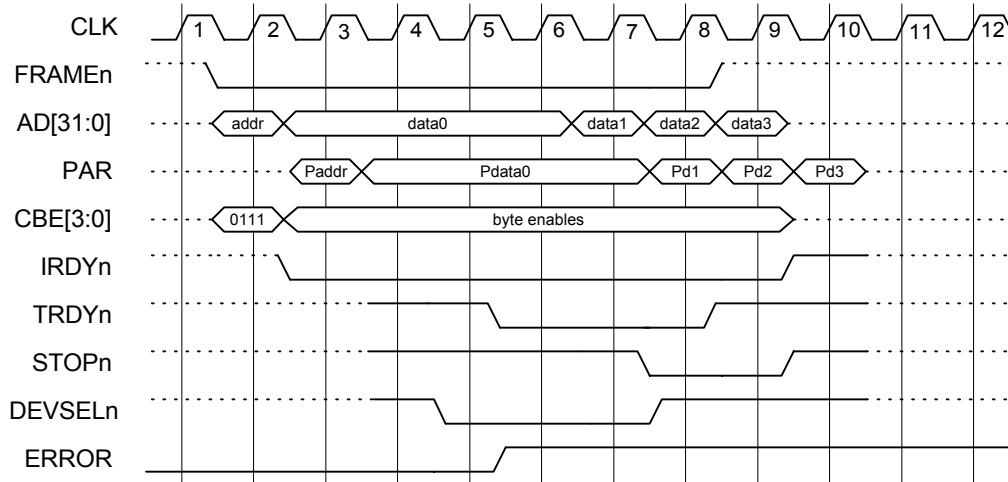 CLK 1 2 3 4 5 6 7 8 9 10 11 12
FRAMEn
AD[31:0] addr data0 data1 data2 data3
PAR Paddr Pdata0 Pd1 Pd2 Pd3
CBE[3:0] 0111 byte enables
IRDYn
TRDYn
STOPn
DEVSELn
ERROR